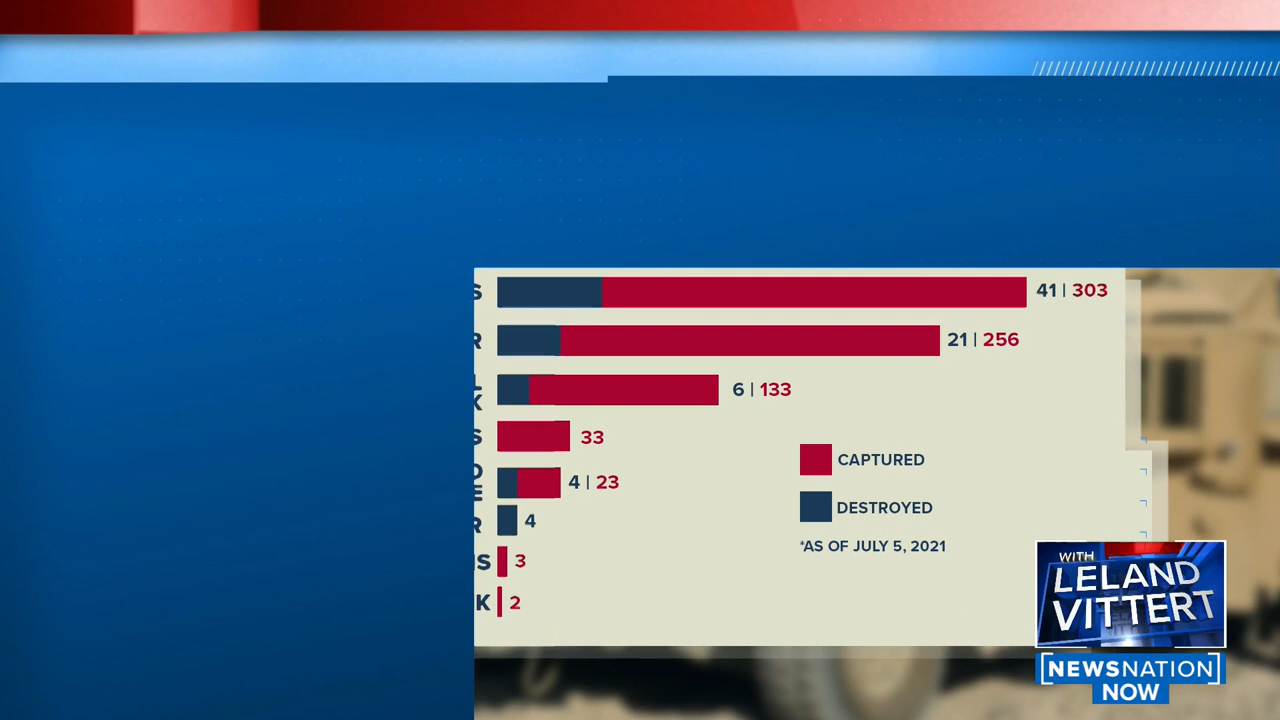 S 41 | 303
R 21 | 256
L
K 6 | 133
S 33
CAPTURED
4 | 23
DESTROYED
R 4
*AS OF JULY 5, 2021
S 3
K 2
WITH
LELAND
VITTERT
NEWSNATION
NOW